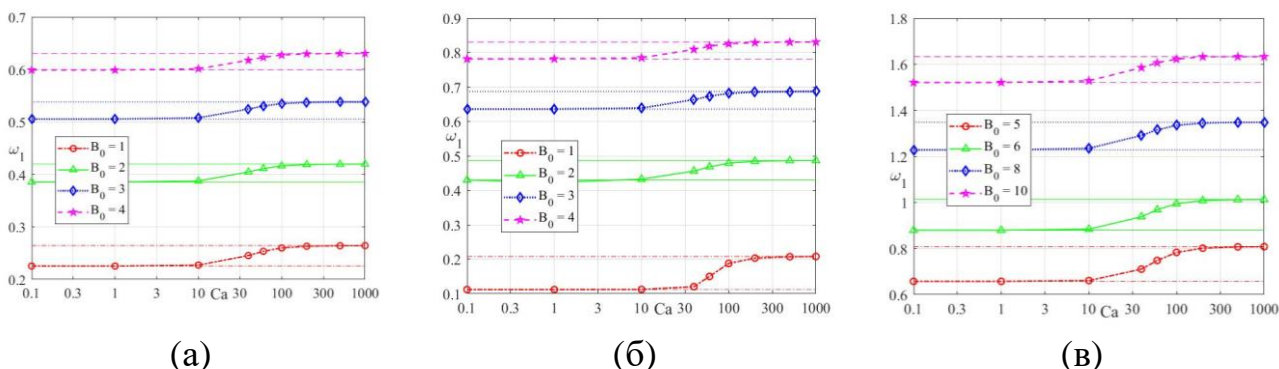 0.7
0.6
0.5
ω₁
0.4
0.3
0.2
B₀ = 1
B₀ = 2
B₀ = 3
B₀ = 4
0.1 0.3 1 3 10 Ca 30 100 300 1000
(а)
0.9
0.8
0.7
0.6
ω₁
0.5
0.4
0.3
0.2
0.1
B₀ = 1
B₀ = 2
B₀ = 3
B₀ = 4
0.1 0.3 1 3 10 Ca 30 100 300 1000
(б)
1.8
1.6
1.4
1.2
ω₁
1
0.8
0.6
B₀ = 5
B₀ = 6
B₀ = 8
B₀ = 10
0.1 0.3 1 3 10 Ca 30 100 300 1000
(в)